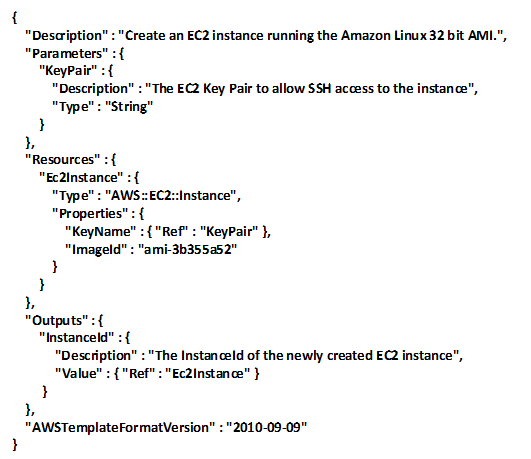 {
"Description" : "Create an EC2 instance running the Amazon Linux 32 bit AMI.",
"Parameters" : {
"KeyPair" : {
"Description" : "The EC2 Key Pair to allow SSH access to the instance",
"Type" : "String"
}
},
"Resources" : {
"Ec2Instance" : {
"Type" : "AWS::EC2::Instance",
"Properties" : {
"KeyName" : { "Ref" : "KeyPair" },
"ImageId" : "ami-3b355a52"
}
}
},
"Outputs" : {
"InstanceId" : {
"Description" : "The InstanceId of the newly created EC2 instance",
"Value" : { "Ref" : "Ec2Instance" }
}
},
"AWSTemplateFormatVersion" : "2010-09-09"
}